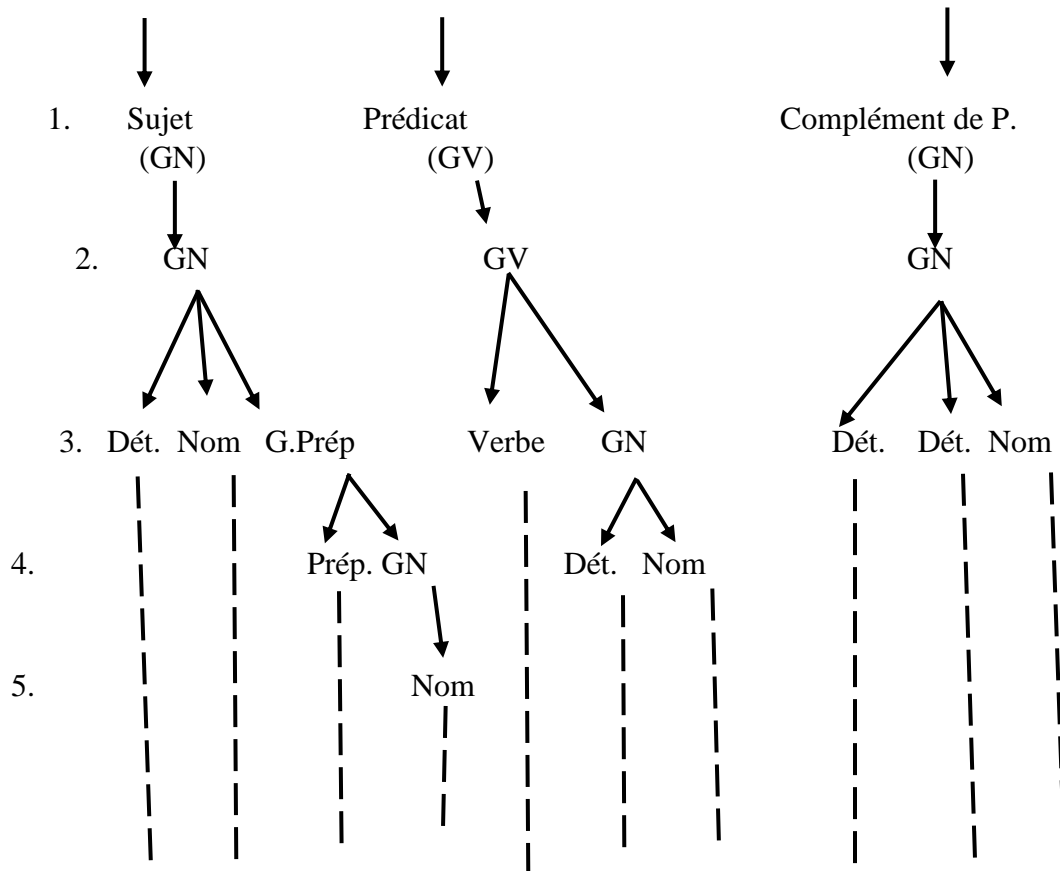 1. Sujet Prédicat Complément de P.
(GN) (GV) (GN)
2. GN GV GN
3. Dét. Nom G.Prép Verbe GN Dét. Dét. Nom
4. Prép. GN Dét. Nom
5. Nom